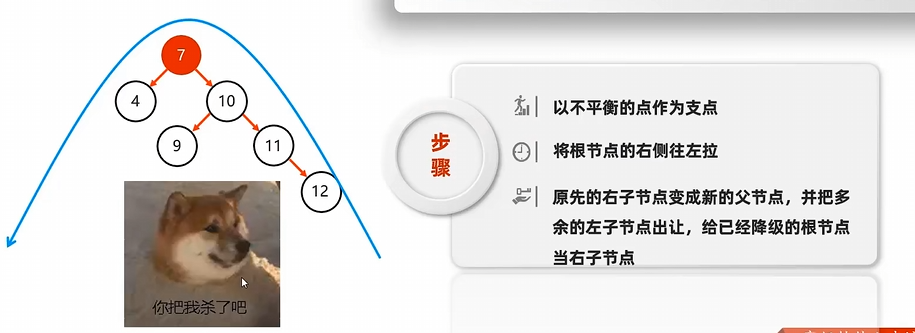 7
4
10
9
11
12
你把我杀了吧
步
骤
以不平衡的点作为支点
将根节点的右侧往左拉
原先的右子节点变成新的父节点，并把多
余的左子节点出让，给已经降级的根节点
当右子节点